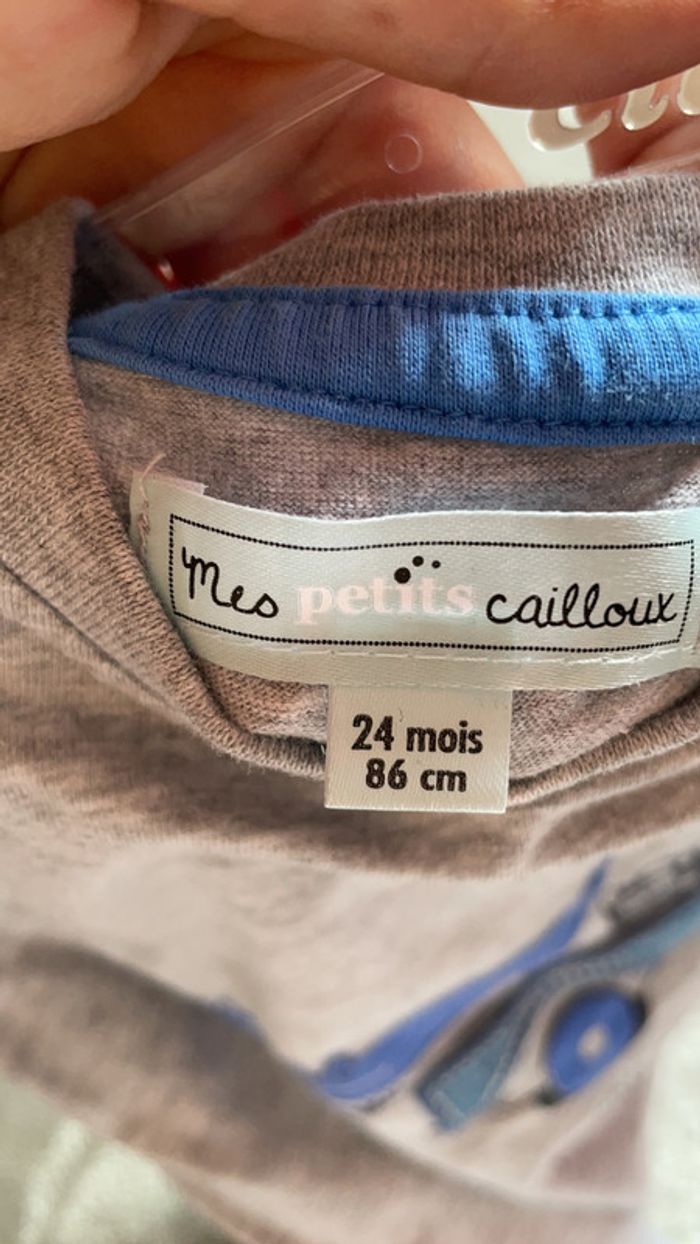 Mes petits cailloux
24 mois
86 cm